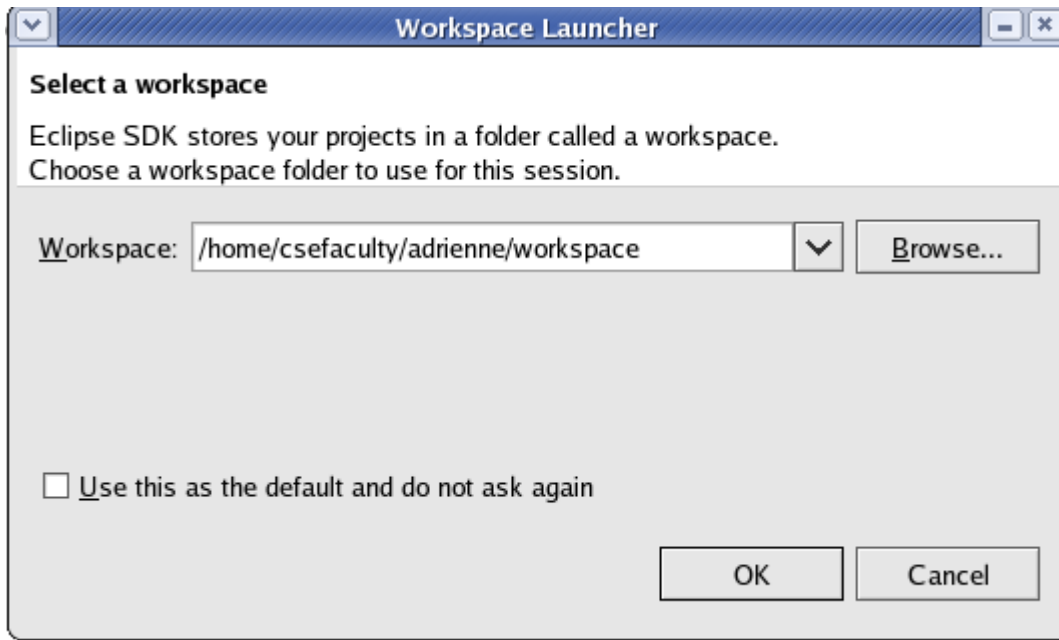 Workspace Launcher
Select a workspace
Eclipse SDK stores your projects in a folder called a workspace.
Choose a workspace folder to use for this session.
Workspace: /home/csefaculty/adrienne/workspace Browse...
Use this as the default and do not ask again
OK Cancel